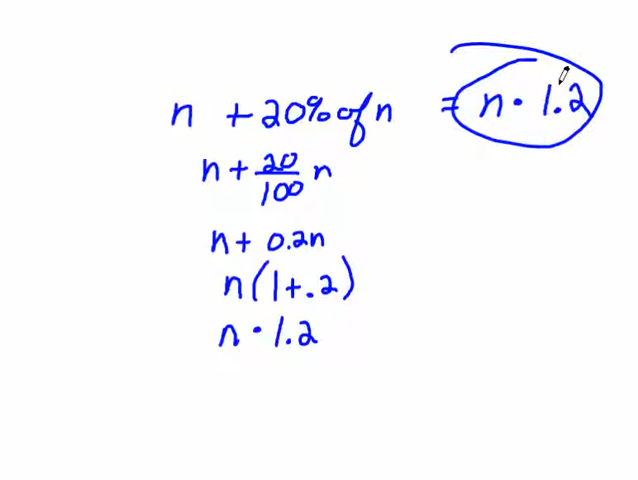 n + 20% of n = n • 1.2
n + 20/100 n
n + 0.2n
n(1+.2)
n • 1.2